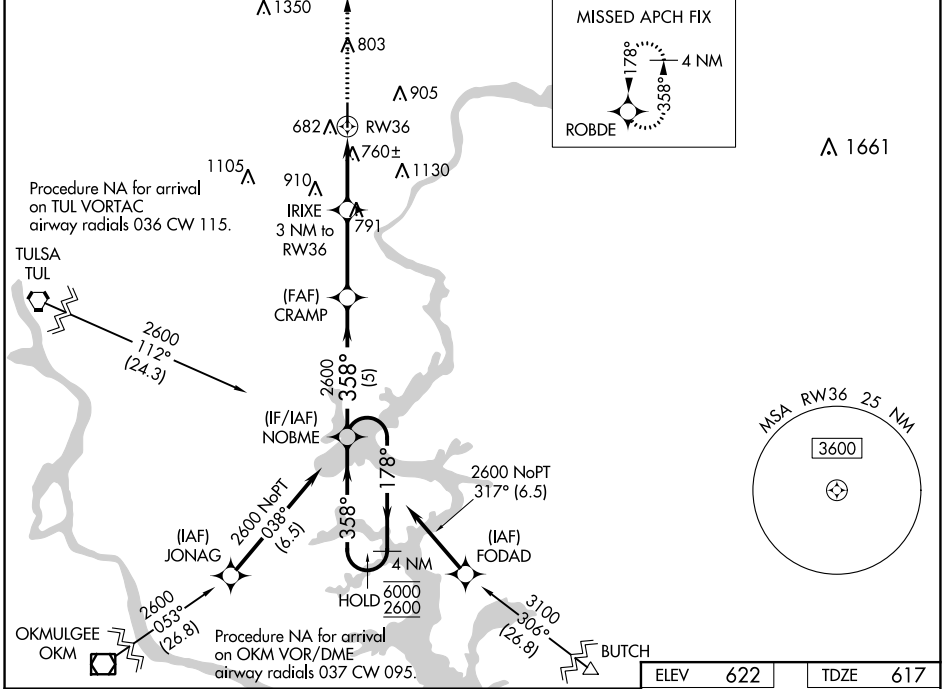 1350
803
905
682
RW36
760±
1105
910
1130
IRIXE
3 NM to
RW36
791
MISSED APCH FIX
178°
4 NM
358°
ROBDE
1661
Procedure NA for arrival
on TUL VORTAC
airway radials 036 CW 115.
TULSA
TUL
2600
112°
(24.3)
(FAF)
CRAMP
2600
358°
(5)
(IF/IAF)
NOBME
178°
358°
2600 NoPT
317° (6.5)
2600 NoPT
038°
(6.5)
(IAF)
JONAG
(IAF)
FODAD
4 NM
HOLD
6000
2600
2600
053°
(26.8)
3100
306°
(26.8)
OKMULGEE
OKM
BUTCH
Procedure NA for arrival
on OKM VOR/DME
airway radials 037 CW 095.
MSA RW36 25 NM
3600
ELEV 622
TDZE 617